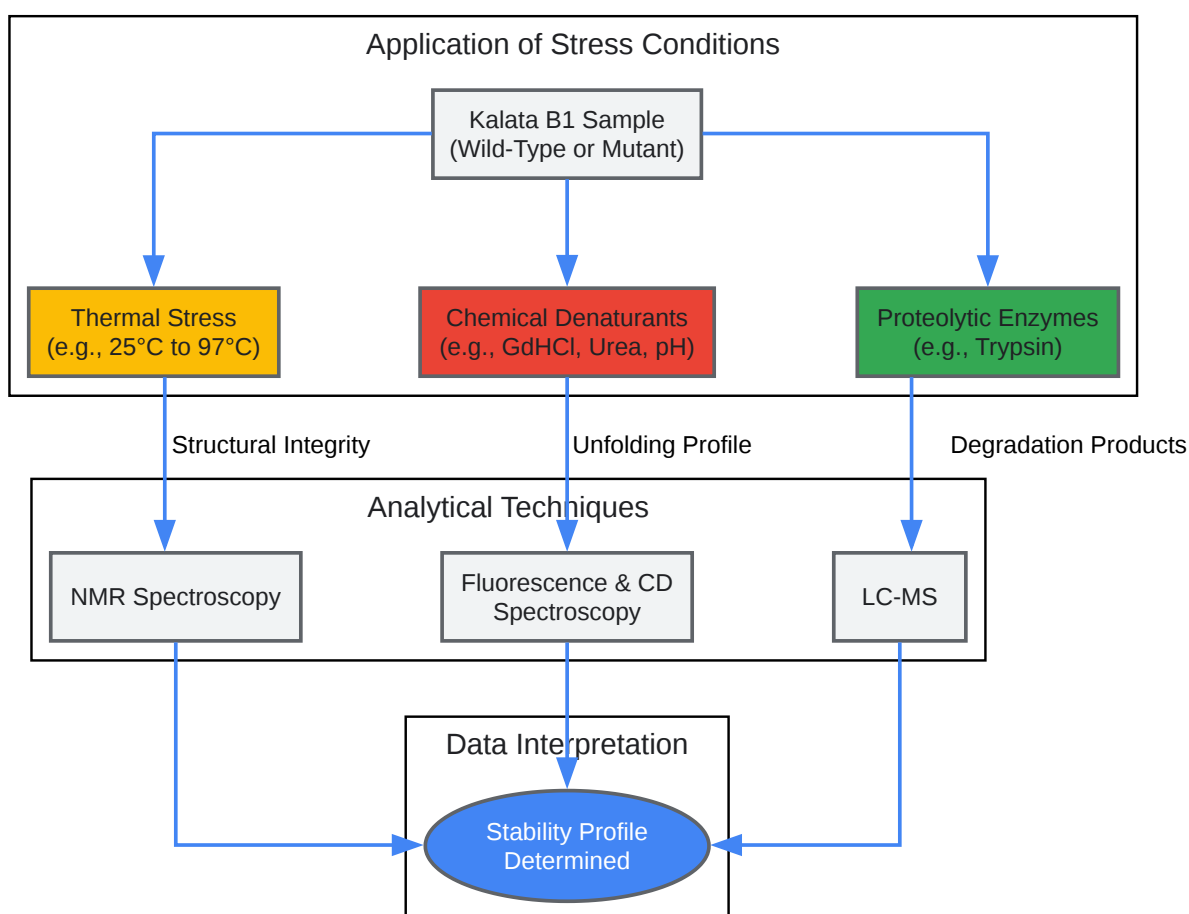 Application of Stress Conditions
Kalata B1 Sample
(Wild-Type or Mutant)
Thermal Stress
(e.g., 25°C to 97°C)
Chemical Denaturants
(e.g., GdHCl, Urea, pH)
Proteolytic Enzymes
(e.g., Trypsin)
Structural Integrity
Unfolding Profile
Degradation Products
Analytical Techniques
NMR Spectroscopy
Fluorescence & CD
Spectroscopy
LC-MS
Data Interpretation
Stability Profile
Determined